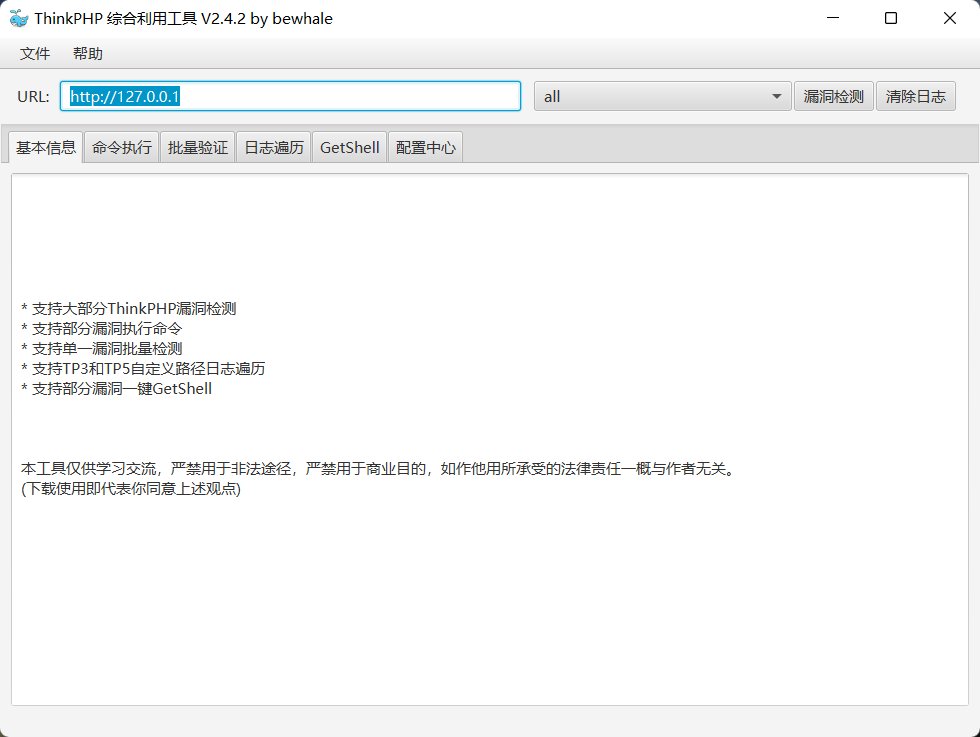 ThinkPHP 综合利用工具 V2.4.2 by bewhale
文件 帮助
URL: http://127.0.0.1 all 漏洞检测 清除日志
基本信息 命令执行 批量验证 日志遍历 GetShell 配置中心
* 支持大部分ThinkPHP漏洞检测
* 支持部分漏洞执行命令
* 支持单一漏洞批量检测
* 支持TP3和TP5自定义路径日志遍历
* 支持部分漏洞一键GetShell
本工具仅供学习交流，严禁用于非法途径，严禁用于商业目的，如作他用所承受的法律责任一概与作者无关。
(下载使用即代表你同意上述观点)